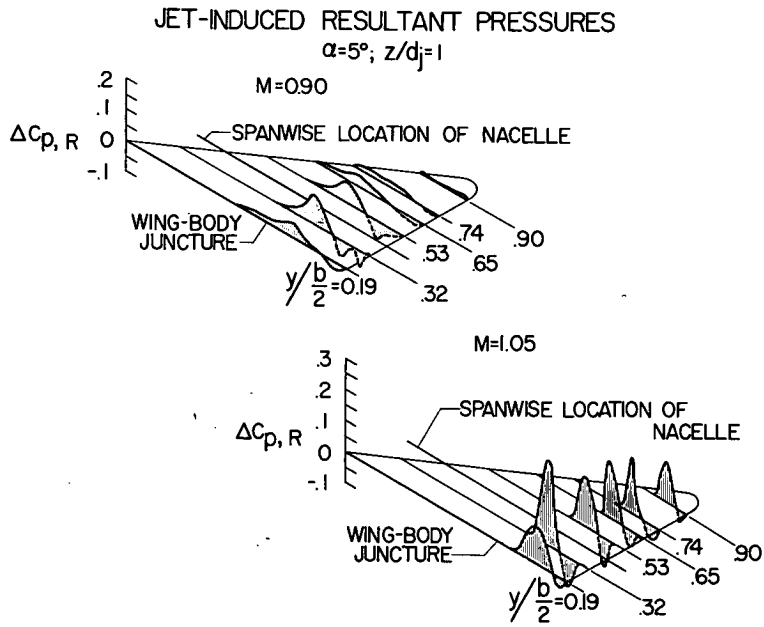 JET-INDUCED RESULTANT PRESSURES
α=5°; z/dj=1
M=0.90
.2
.1
0
-.1
ΔCp, R
SPANWISE LOCATION OF NACELLE
WING-BODY
JUNCTURE
y/b/2=0.19
.32
.53
.65
.74
.90
M=1.05
.3
.2
.1
0
-.1
ΔCp, R
SPANWISE LOCATION OF
NACELLE
WING-BODY
JUNCTURE
y/b/2=0.19
.32
.53
.65
.74
.90